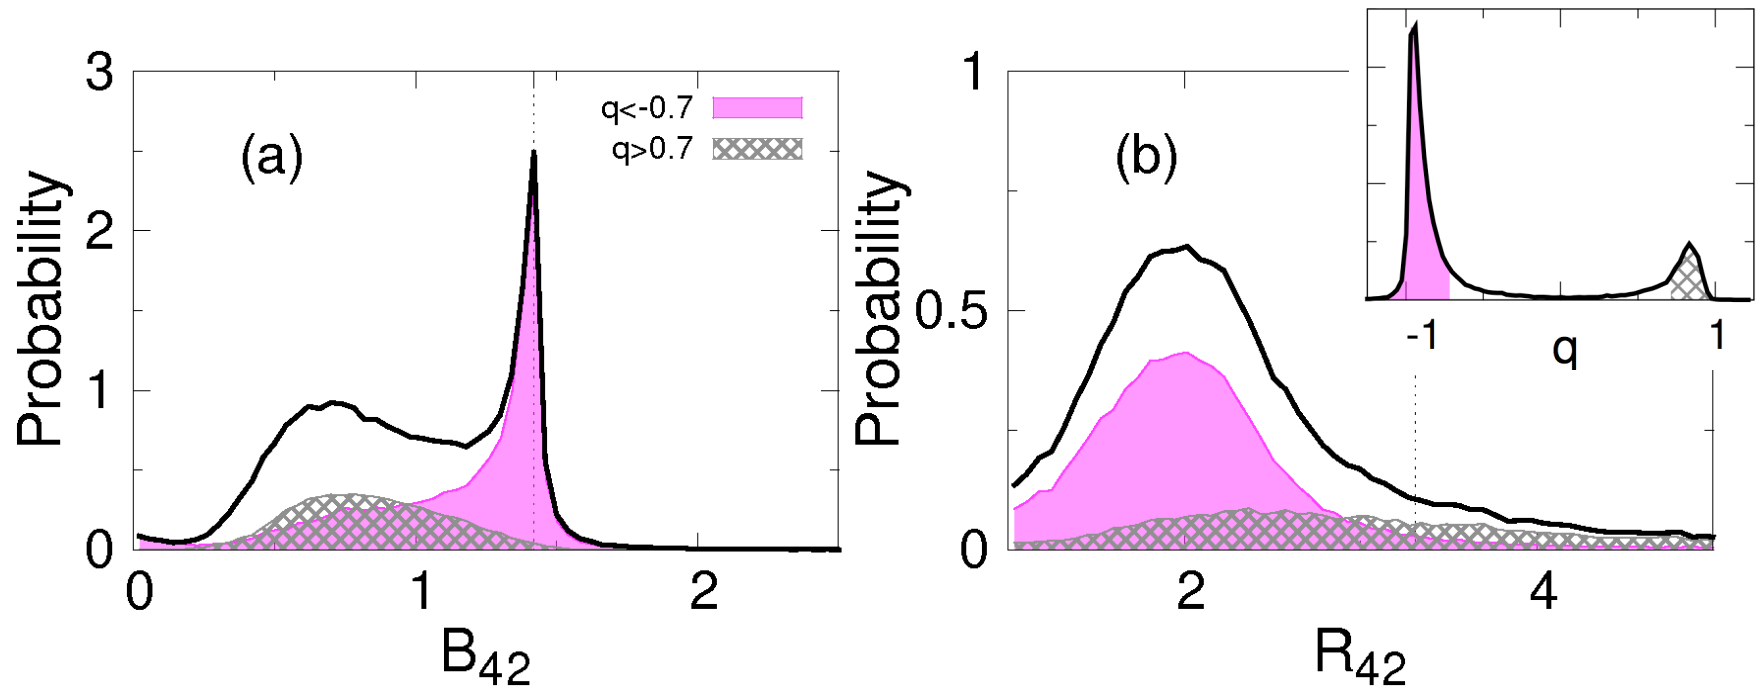 3
2
1
0
Probability
(a)
q<-0.7
q>0.7
0 1 2
B42
1
0.5
0
Probability
(b)
2 4
R42
-1 1
q